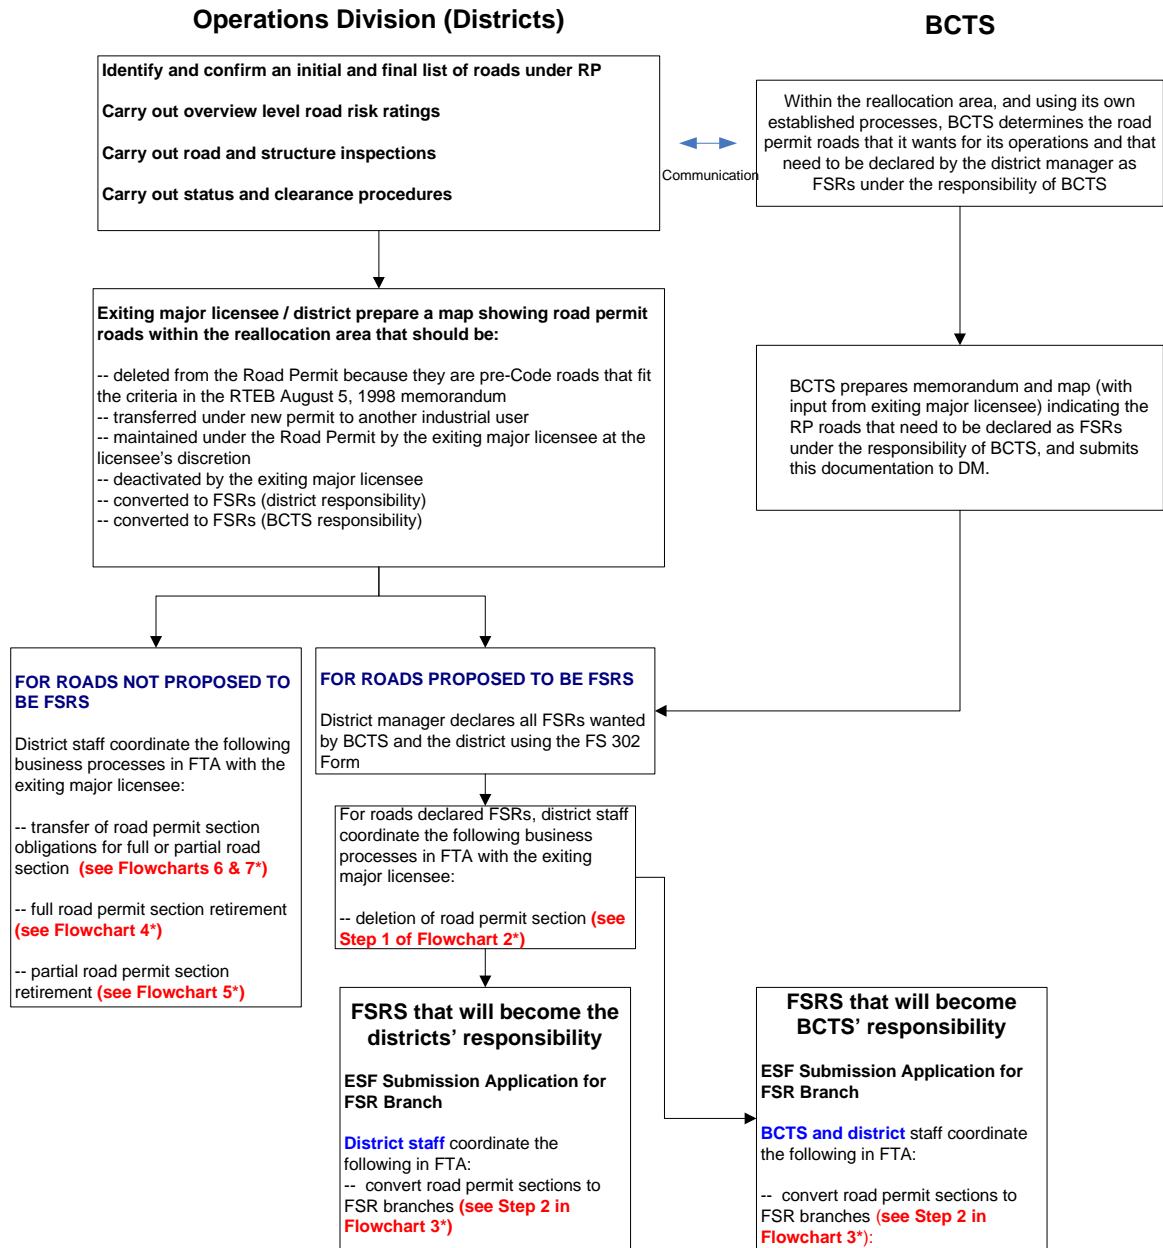 Operations Division (Districts)
BCTS
Identify and confirm an initial and final list of roads under RP
Carry out overview level road risk ratings
Carry out road and structure inspections
Carry out status and clearance procedures
Communication
Within the reallocation area, and using its own
established processes, BCTS determines the road
permit roads that it wants for its operations and that
need to be declared by the district manager as
FSRs under the responsibility of BCTS
Exiting major licensee / district prepare a map showing road permit
roads within the reallocation area that should be:
-- deleted from the Road Permit because they are pre-Code roads that fit
the criteria in the RTEB August 5, 1998 memorandum
-- transferred under new permit to another industrial user
-- maintained under the Road Permit by the exiting major licensee at the
licensee's discretion
-- deactivated by the exiting major licensee
-- converted to FSRs (district responsibility)
-- converted to FSRs (BCTS responsibility)
BCTS prepares memorandum and map (with
input from exiting major licensee) indicating the
RP roads that need to be declared as FSRs
under the responsibility of BCTS, and submits
this documentation to DM.
FOR ROADS NOT PROPOSED TO
BE FSRS
District staff coordinate the following
business processes in FTA with the
exiting major licensee:
-- transfer of road permit section
obligations for full or partial road
section (see Flowcharts 6 & 7*)
-- full road permit section retirement
(see Flowchart 4*)
-- partial road permit section
retirement (see Flowchart 5*)
FOR ROADS PROPOSED TO BE FSRS
District manager declares all FSRs wanted
by BCTS and the district using the FS 302
Form
For roads declared FSRs, district staff
coordinate the following business
processes in FTA with the exiting
major licensee:
-- deletion of road permit section (see
Step 1 of Flowchart 2*)
FSRS that will become the
districts' responsibility
ESF Submission Application for
FSR Branch
District staff coordinate the
following in FTA:
-- convert road permit sections to
FSR branches (see Step 2 in
Flowchart 3*)
FSRS that will become
BCTS' responsibility
ESF Submission Application for
FSR Branch
BCTS and district staff coordinate
the following in FTA:
-- convert road permit sections to
FSR branches (see Step 2 in
Flowchart 3*):